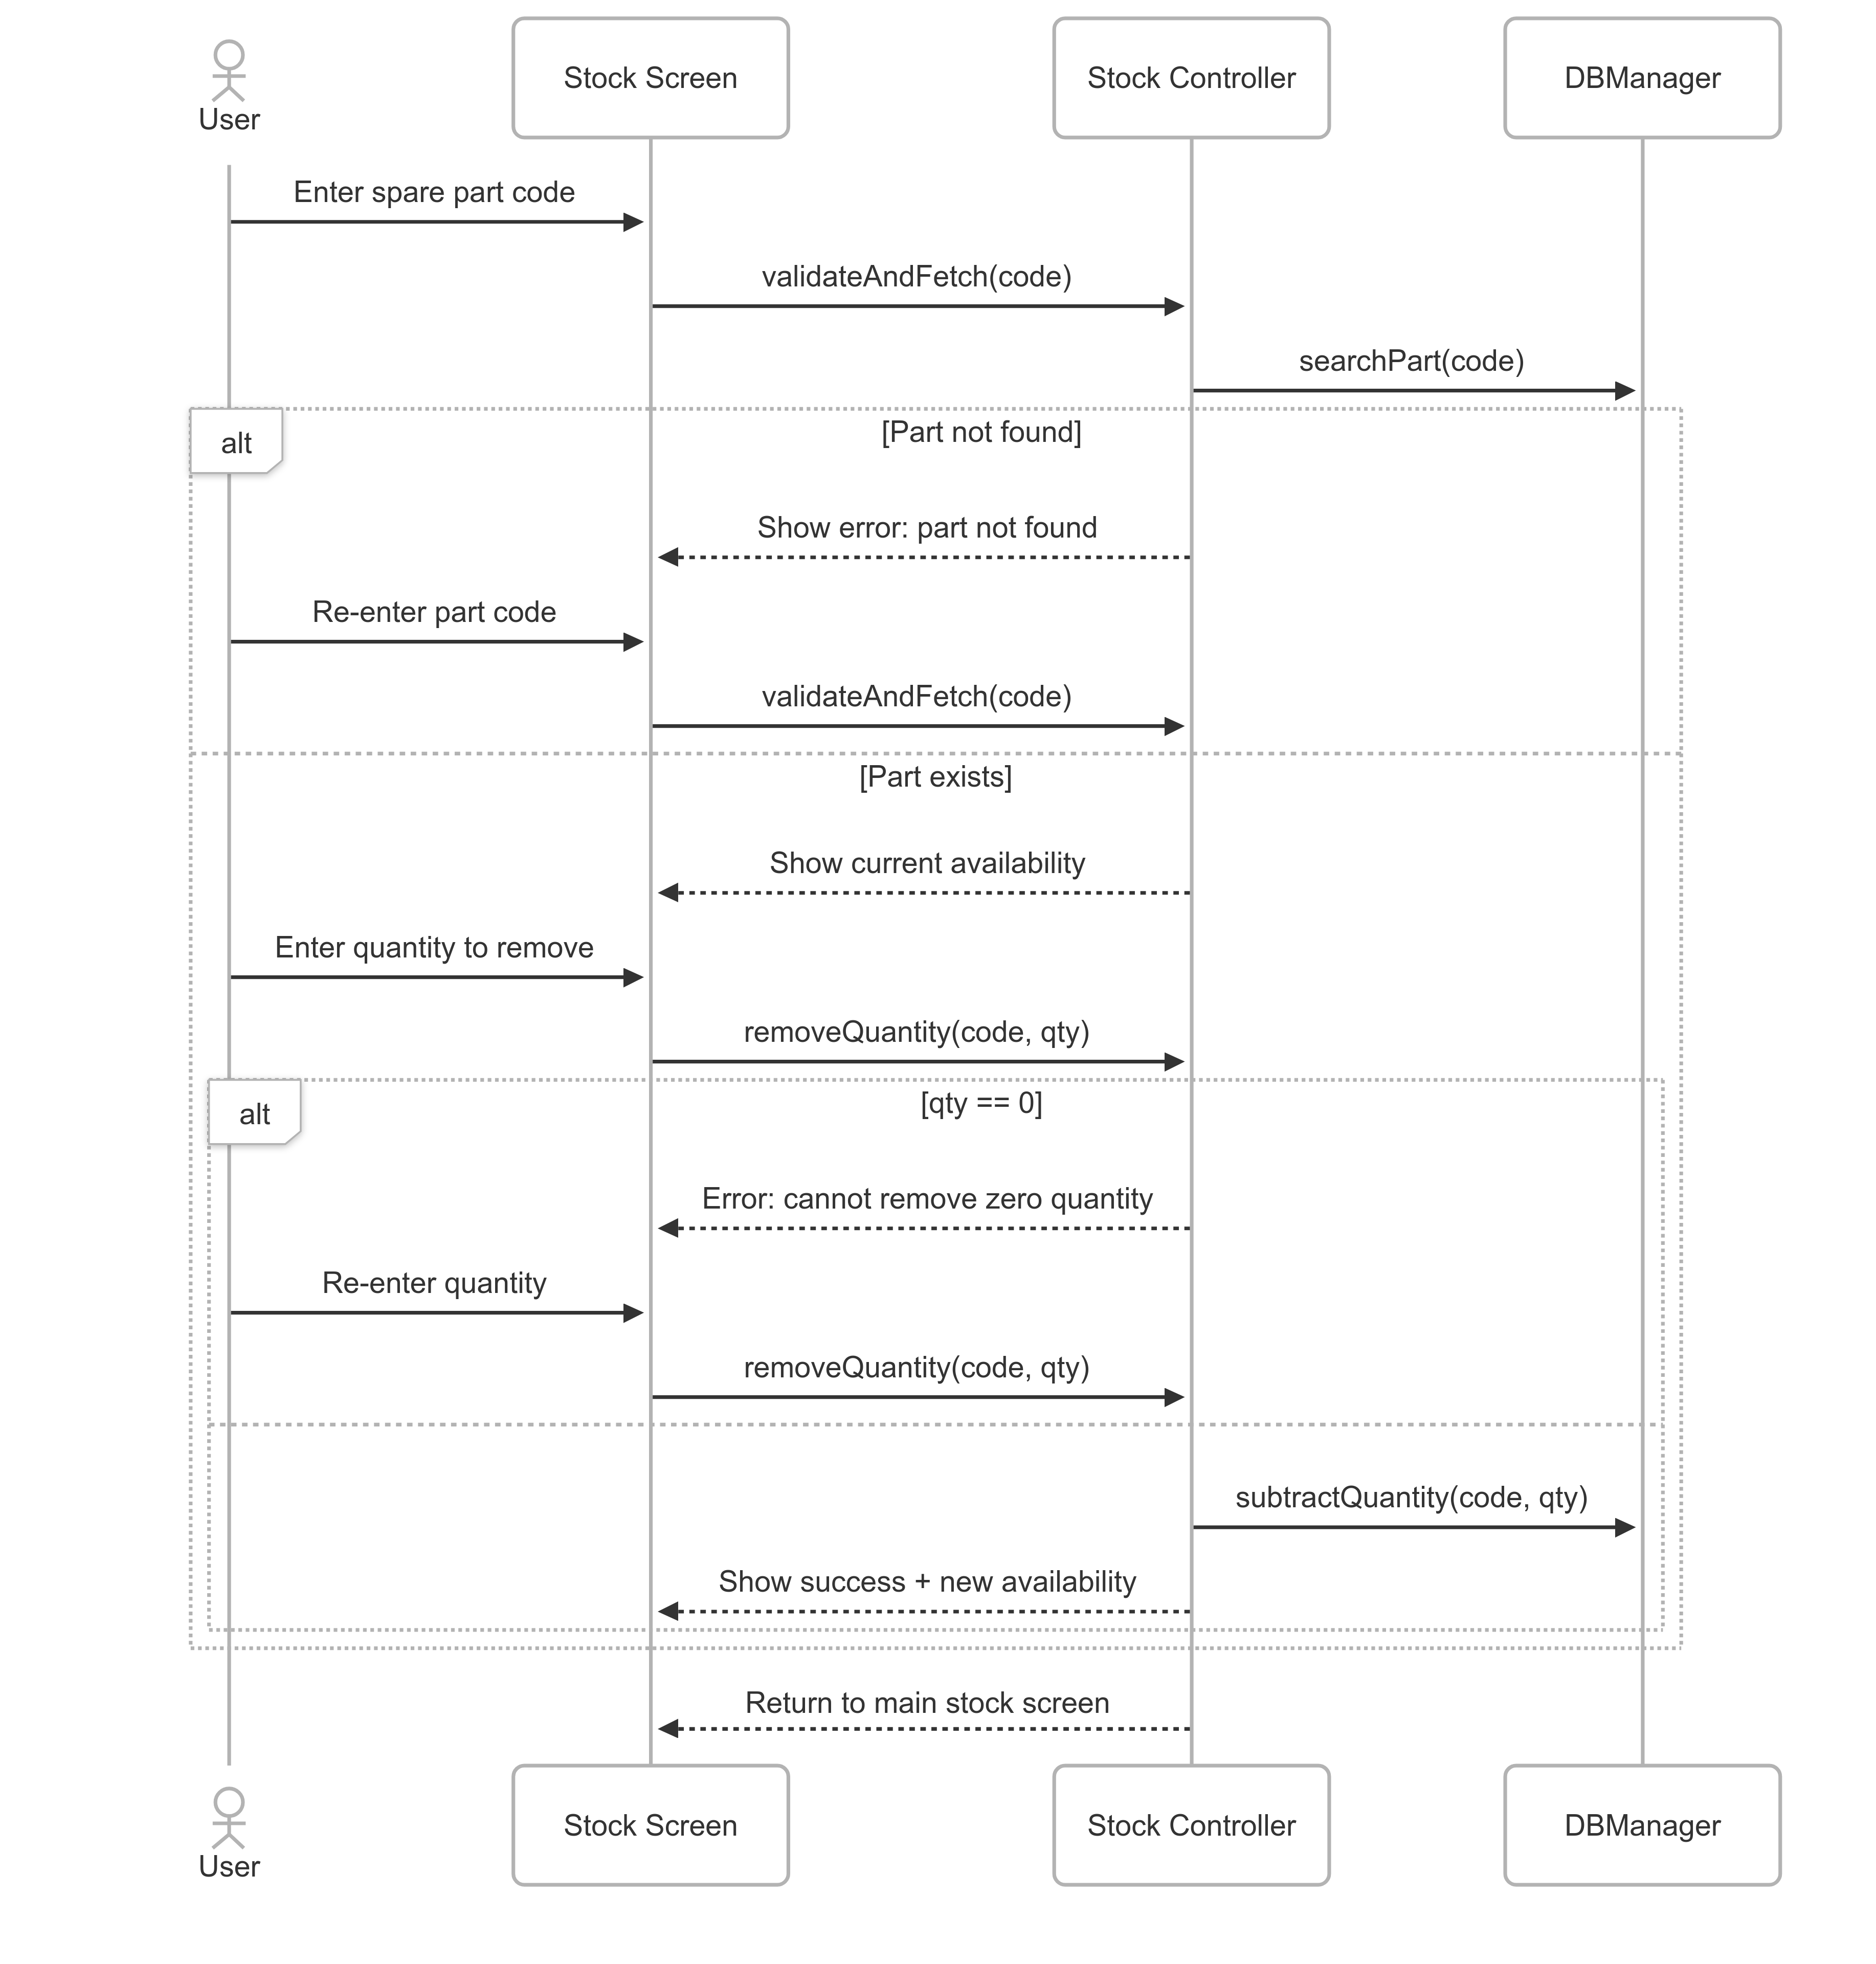 User
Stock Screen
Stock Controller
DBManager
Enter spare part code
validateAndFetch(code)
searchPart(code)
alt
[Part not found]
Show error: part not found
Re-enter part code
validateAndFetch(code)
[Part exists]
Show current availability
Enter quantity to remove
removeQuantity(code, qty)
alt
[qty == 0]
Error: cannot remove zero quantity
Re-enter quantity
removeQuantity(code, qty)
subtractQuantity(code, qty)
Show success + new availability
Return to main stock screen
User
Stock Screen
Stock Controller
DBManager